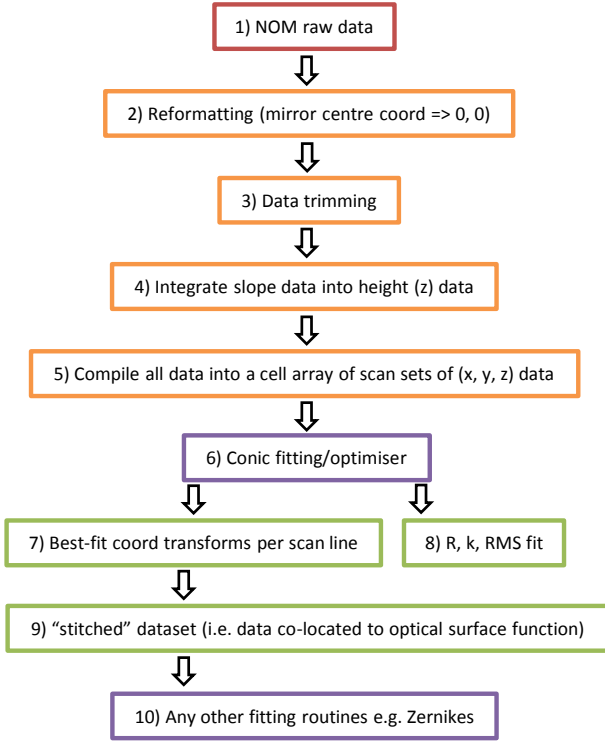 1) NOM raw data
2) Reformatting (mirror centre coord => 0, 0)
3) Data trimming
4) Integrate slope data into height (z) data
5) Compile all data into a cell array of scan sets of (x, y, z) data
6) Conic fitting/optimiser
7) Best-fit coord transforms per scan line
8) R, k, RMS fit
9) “stitched” dataset (i.e. data co-located to optical surface function)
10) Any other fitting routines e.g. Zernikes